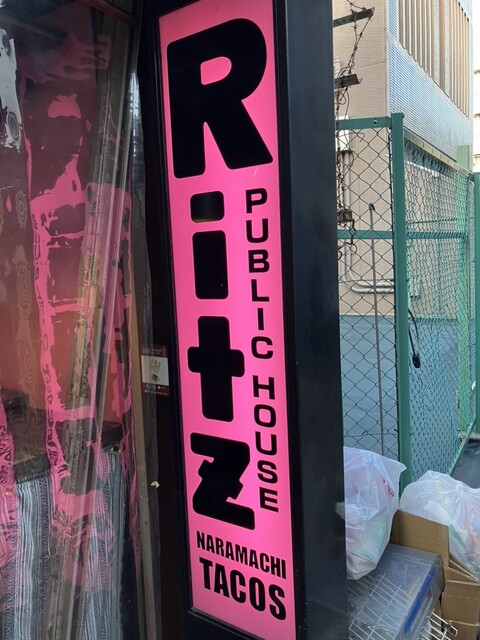 Ritz
PUBLIC HOUSE
NARAMACHI
TACOS